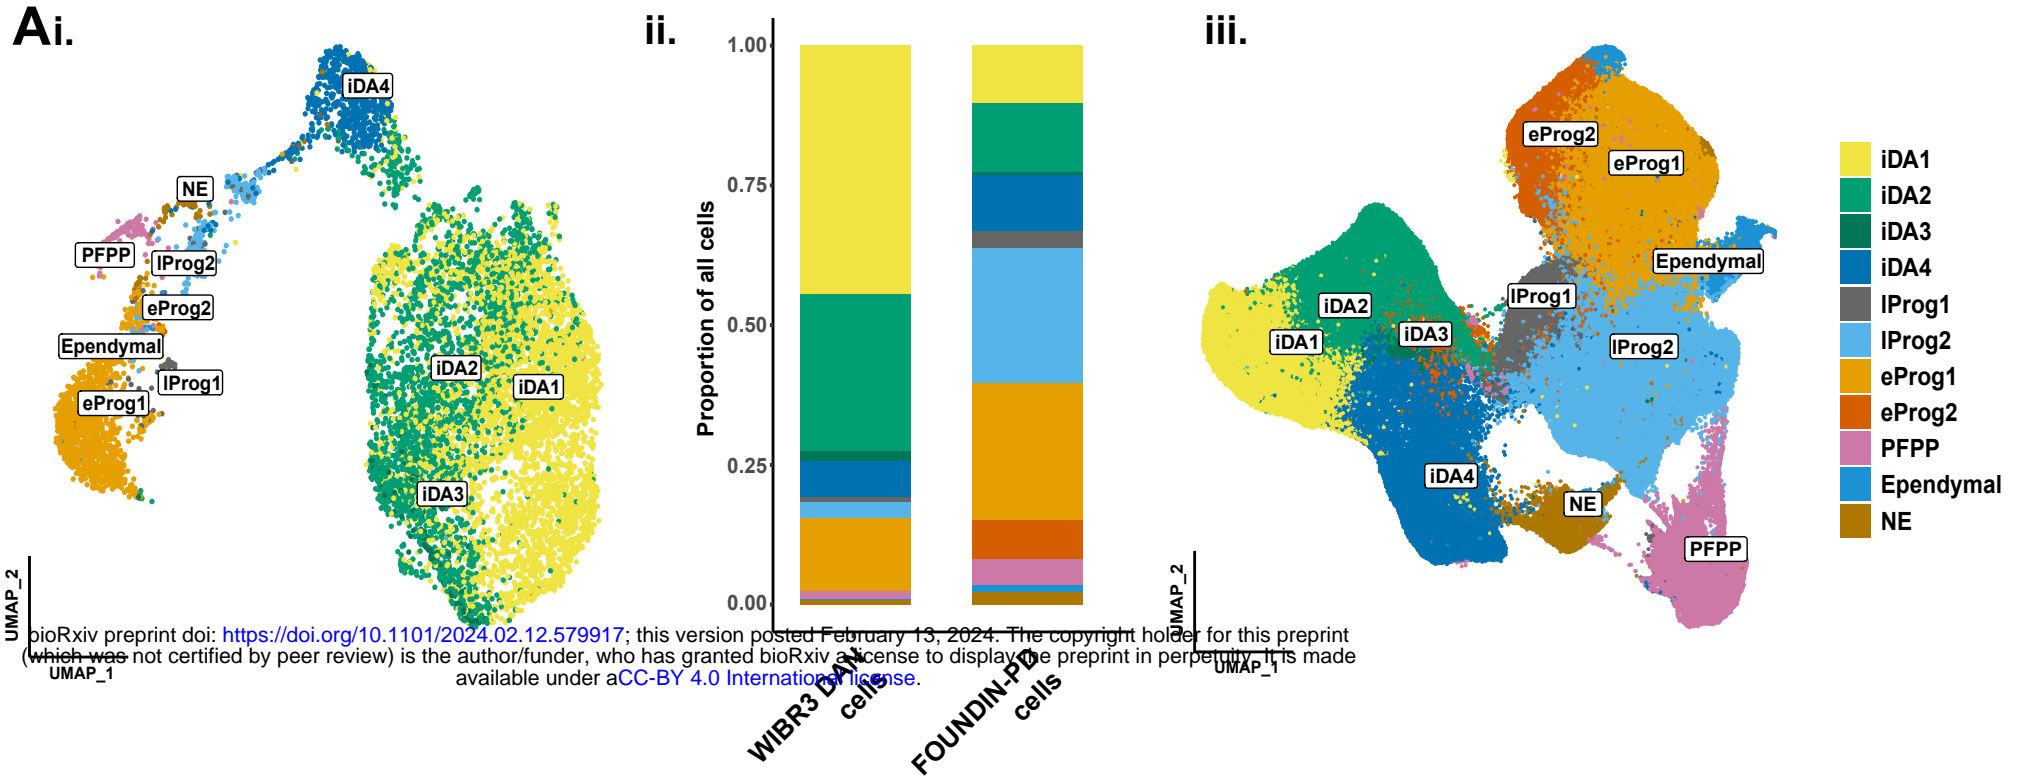 Ai.
iDA4
NE
PFPP
lProg2
eProg2
Ependymal
lProg1
eProg1
iDA2
iDA1
iDA3
UMAP_2
UMAP_1
ii.
Proportion of all cells
1.00
0.75
0.50
0.25
0.00
WIBR3 DAN
cells
FOUNDIN-PD
cells
iii.
eProg2
eProg1
Ependymal
lProg1
iDA2
iDA3
iDA1
lProg2
iDA4
NE
PFPP
UMAP_2
UMAP_1
iDA1
iDA2
iDA3
iDA4
lProg1
lProg2
eProg1
eProg2
PFPP
Ependymal
NE
bioRxiv preprint doi: https://doi.org/10.1101/2024.02.12.579917; this version posted February 13, 2024. The copyright holder for this preprint
(which was not certified by peer review) is the author/funder, who has granted bioRxiv a license to display the preprint in perpetuity. It is made
available under aCC-BY 4.0 International license.